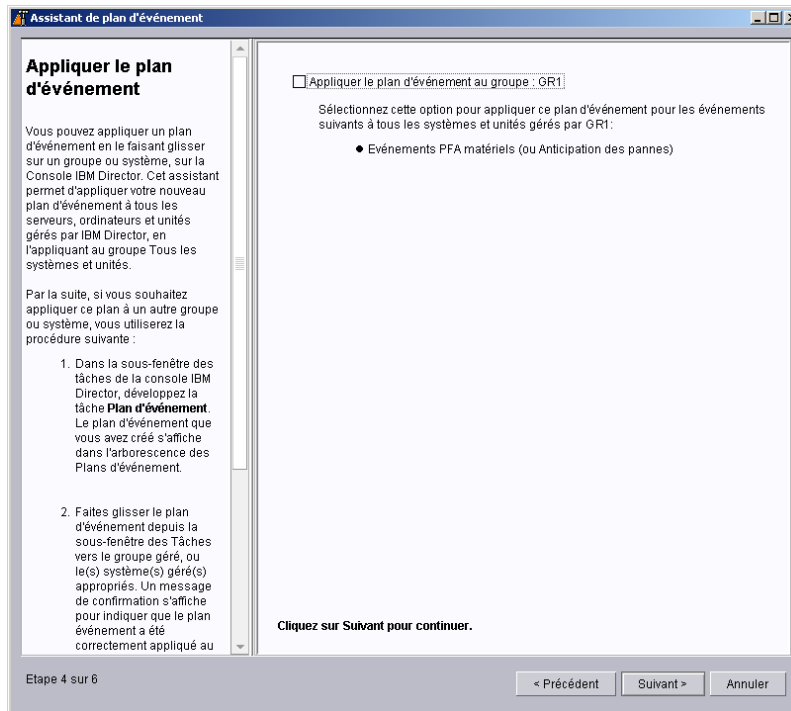 Assistant de plan d'événement
Appliquer le plan
d'événement
Vous pouvez appliquer un plan
d'événement en le faisant glisser
sur un groupe ou système, sur la
Console IBM Director. Cet assistant
permet d'appliquer votre nouveau
plan d'événement à tous les
serveurs, ordinateurs et unités
gérés par IBM Director, en
l'appliquant au groupe Tous les
systèmes et unités.
Par la suite, si vous souhaitez
appliquer ce plan à un autre groupe
ou système, vous utiliserez la
procédure suivante :
1. Dans la sous-fenêtre des
tâches de la console IBM
Director, développez la
tâche Plan d'événement.
Le plan d'événement que
vous avez créé s'affiche
dans l'arborescence des
Plans d'événement.
2. Faites glisser le plan
d'événement depuis la
sous-fenêtre des Tâches
vers le groupe géré, ou
le(s) système(s) géré(s)
appropriés. Un message
de confirmation s'affiche
pour indiquer que le plan
événement a été
correctement appliqué au
Appliquer le plan d'événement au groupe : GR1
Sélectionnez cette option pour appliquer ce plan d'événement pour les événements
suivants à tous les systèmes et unités gérés par GR1:
● Evénements PFA matériels (ou Anticipation des pannes)
Cliquez sur Suivant pour continuer.
Etape 4 sur 6
< Précédent
Suivant >
Annuler